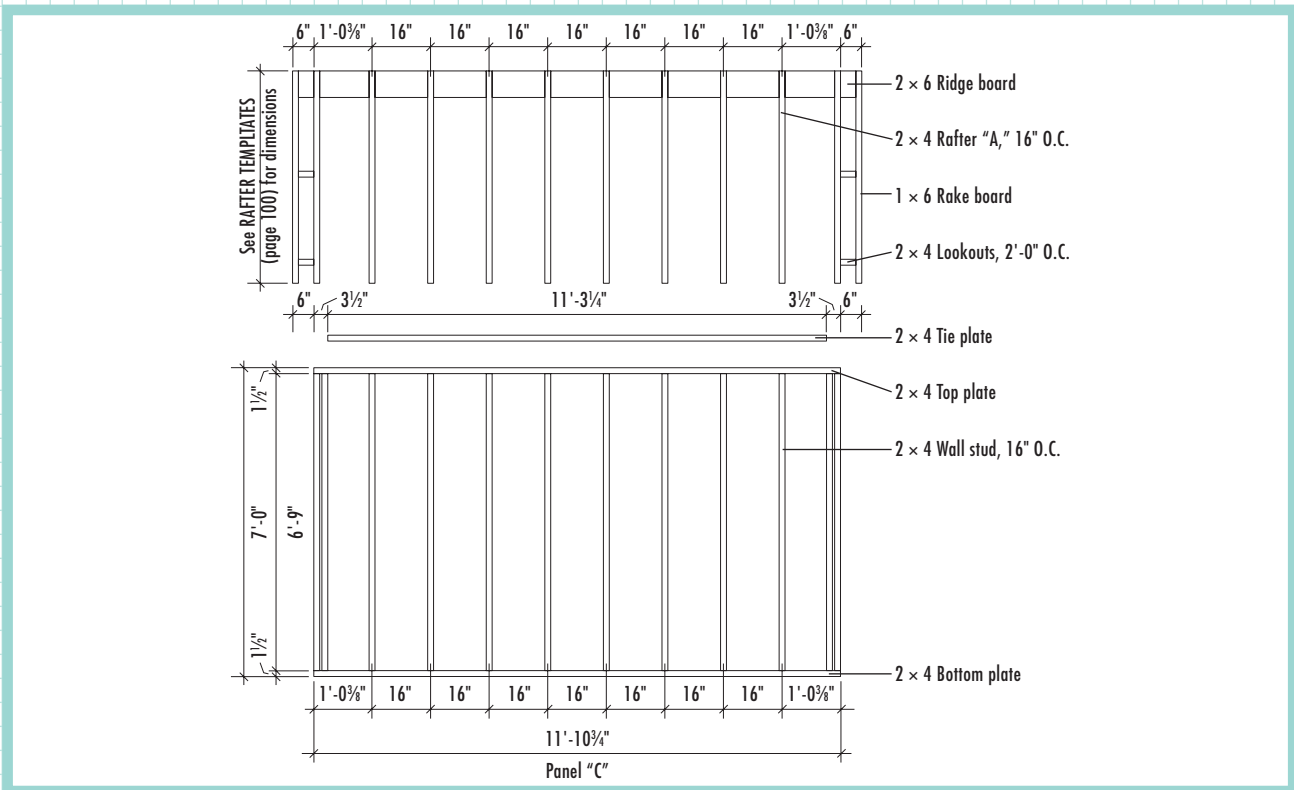 6" 1'-0⅜" 16" 16" 16" 16" 16" 16" 16" 1'-0⅜" 6"
2 × 6 Ridge board
2 × 4 Rafter “A,” 16" O.C.
1 × 6 Rake board
2 × 4 Lookouts, 2'-0" O.C.
See RAFTER TEMPLTATES
(page 100) for dimensions
6" 3½" 11'-3¼" 3½" 6"
2 × 4 Tie plate
2 × 4 Top plate
2 × 4 Wall stud, 16" O.C.
1½"
7'-0"
6'-9"
1½"
2 × 4 Bottom plate
1'-0⅜" 16" 16" 16" 16" 16" 16" 16" 1'-0⅜"
11'-10¾"
Panel “C”